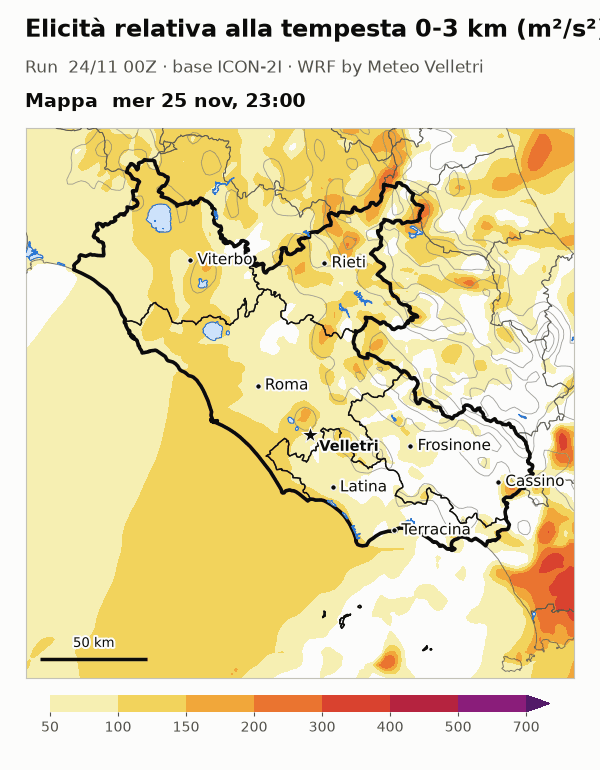 Elicità relativa alla tempesta 0-3 km (m²/s²)
Run  24/11 00Z · base ICON-2I · WRF by Meteo Velletri
Mappa  mer 25 nov, 23:00
Viterbo
Rieti
Roma
Velletri
Frosinone
Latina
Cassino
Terracina
50 km
50 100 150 200 300 400 500 700